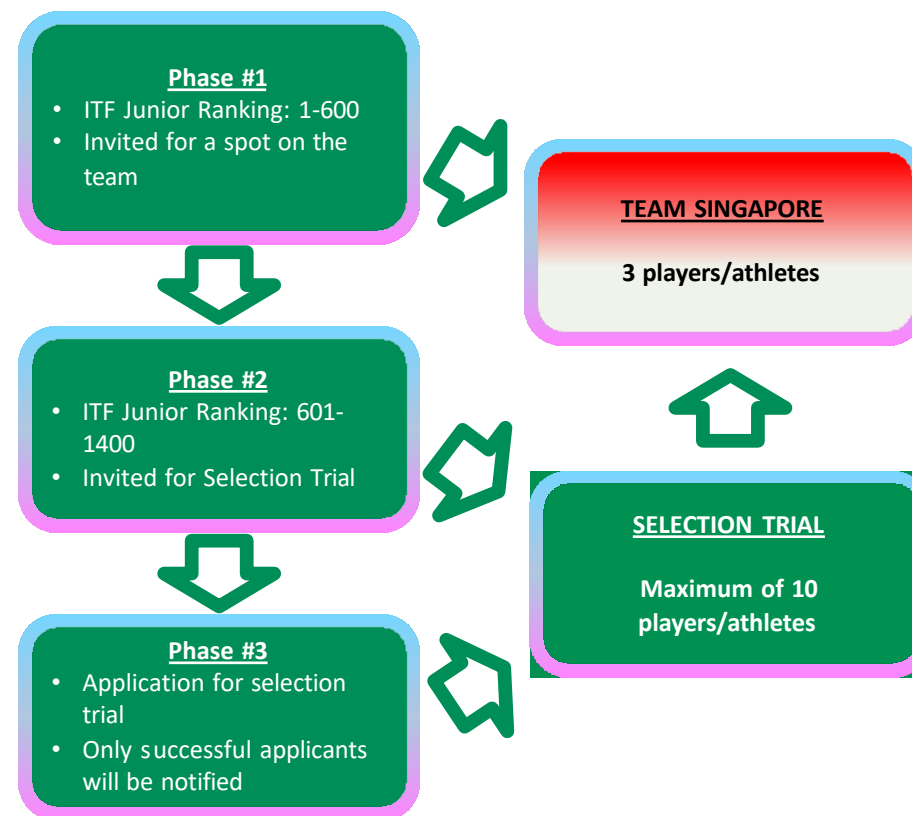 Phase #1
• ITF Junior Ranking: 1-600
• Invited for a spot on the
team
TEAM SINGAPORE
3 players/athletes
Phase #2
• ITF Junior Ranking: 601-
1400
• Invited for Selection Trial
SELECTION TRIAL
Maximum of 10
players/athletes
Phase #3
• Application for selection
trial
• Only successful applicants
will be notified